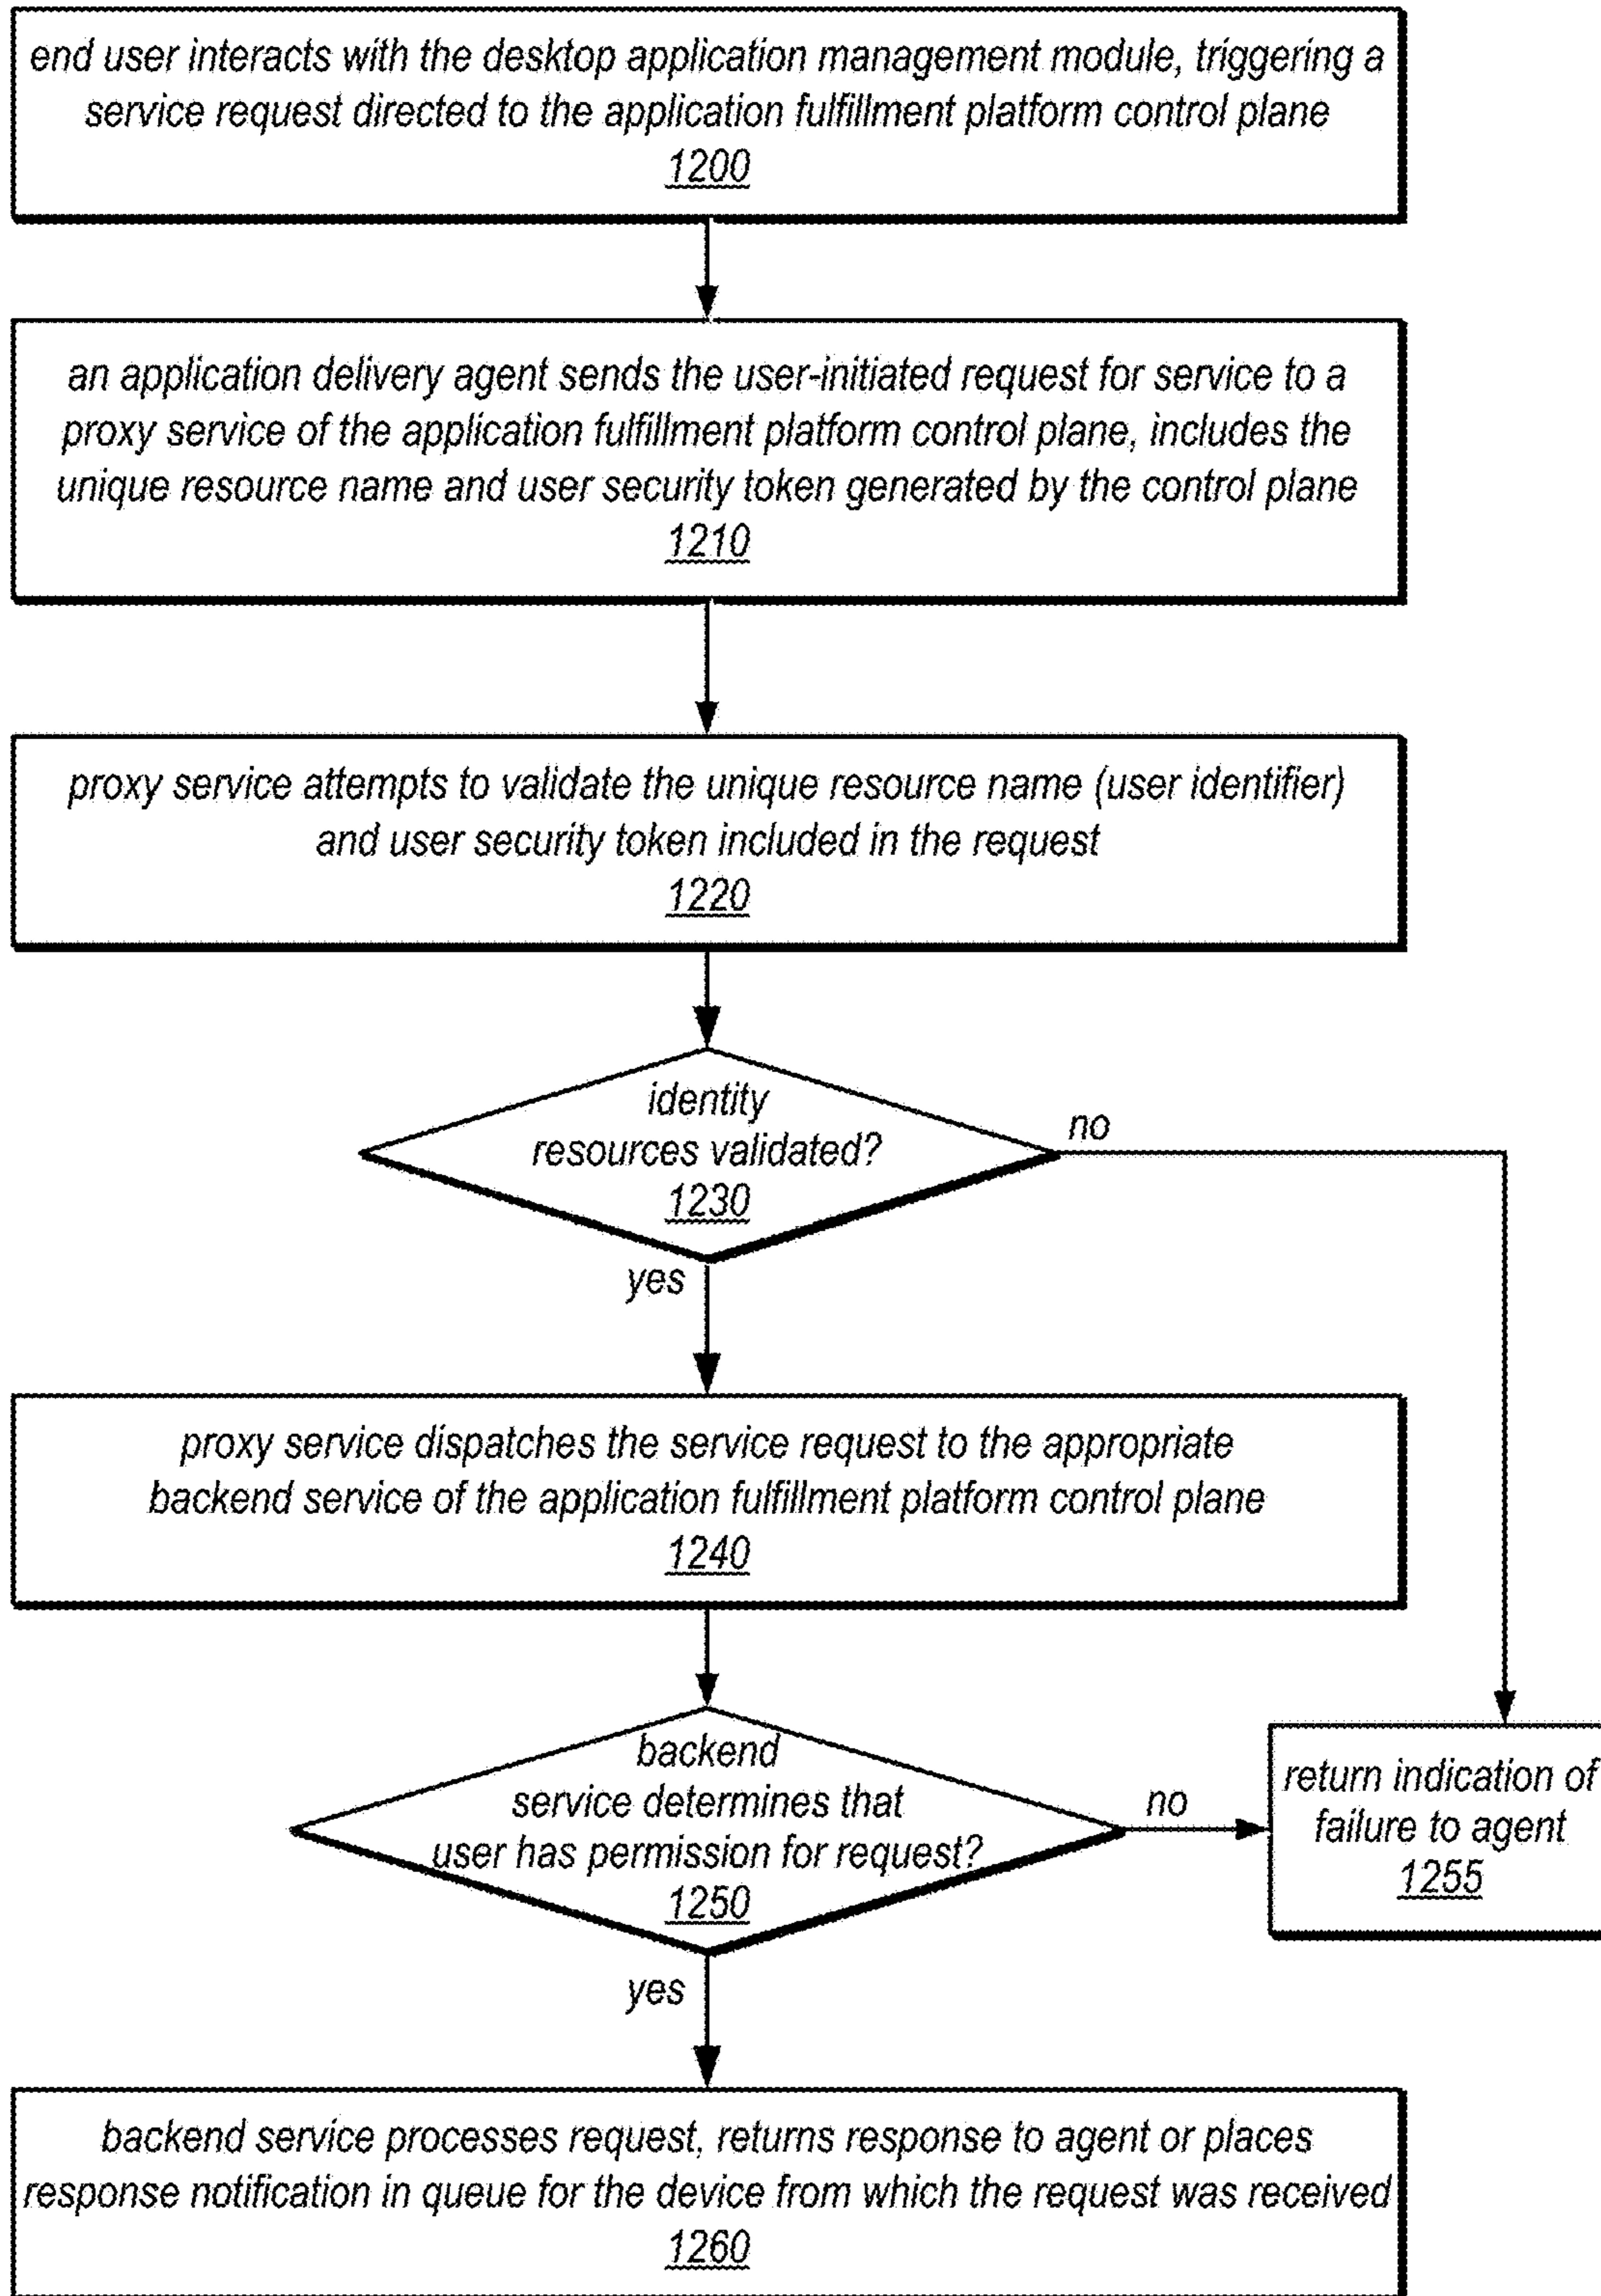 end user interacts with the desktop application management module, triggering a
service request directed to the application fulfillment platform control plane
1200
an application delivery agent sends the user-initiated request for service to a
proxy service of the application fulfillment platform control plane, includes the
unique resource name and user security token generated by the control plane
1210
proxy service attempts to validate the unique resource name (user identifier)
and user security token included in the request
1220
identity
resources validated?
1230
no
yes
proxy service dispatches the service request to the appropriate
backend service of the application fulfillment platform control plane
1240
backend
service determines that
user has permission for request?
1250
no
return indication of
failure to agent
1255
yes
backend service processes request, returns response to agent or places
response notification in queue for the device from which the request was received
1260